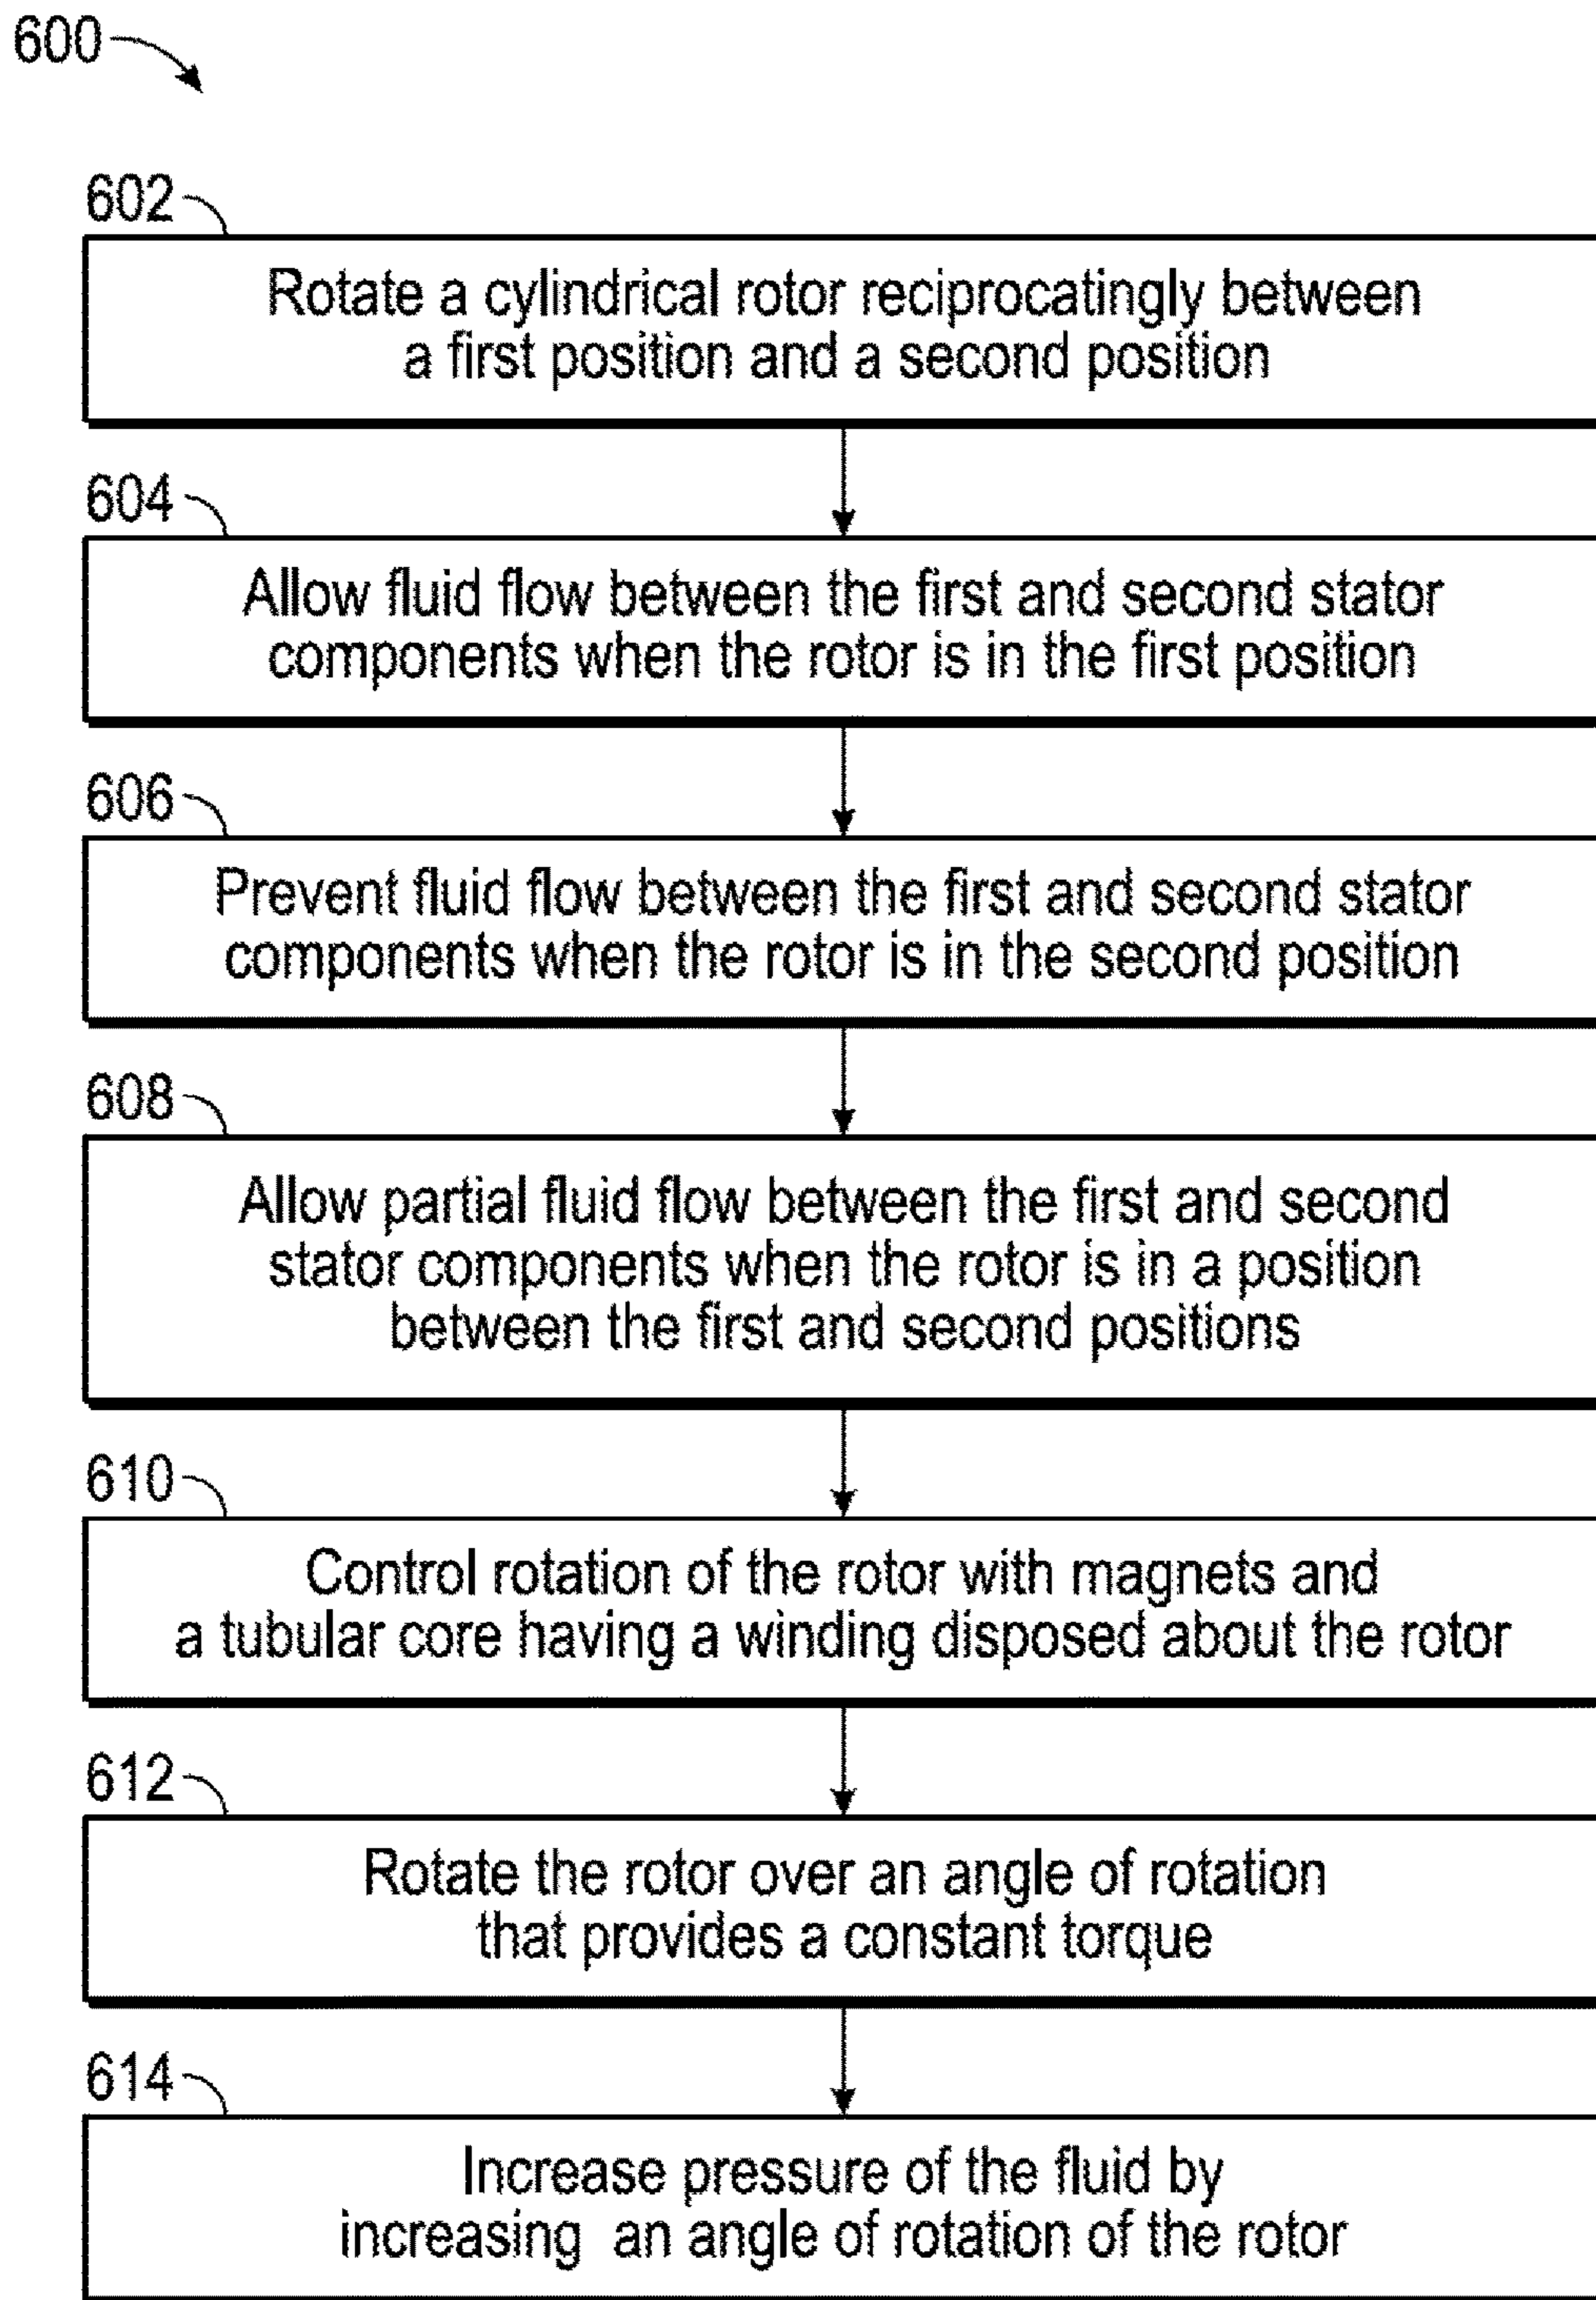 600
602
Rotate a cylindrical rotor reciprocatingly between
a first position and a second position
604
Allow fluid flow between the first and second stator
components when the rotor is in the first position
606
Prevent fluid flow between the first and second stator
components when the rotor is in the second position
608
Allow partial fluid flow between the first and second
stator components when the rotor is in a position
between the first and second positions
610
Control rotation of the rotor with magnets and
a tubular core having a winding disposed about the rotor
612
Rotate the rotor over an angle of rotation
that provides a constant torque
614
Increase pressure of the fluid by
increasing an angle of rotation of the rotor